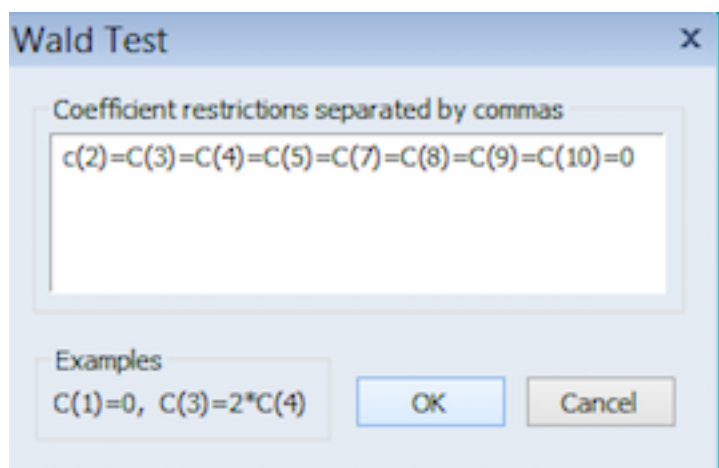 Wald Test
x
Coefficient restrictions separated by commas
c(2)=C(3)=C(4)=C(5)=C(7)=C(8)=C(9)=C(10)=0
Examples
C(1)=0, C(3)=2*C(4)
OK
Cancel